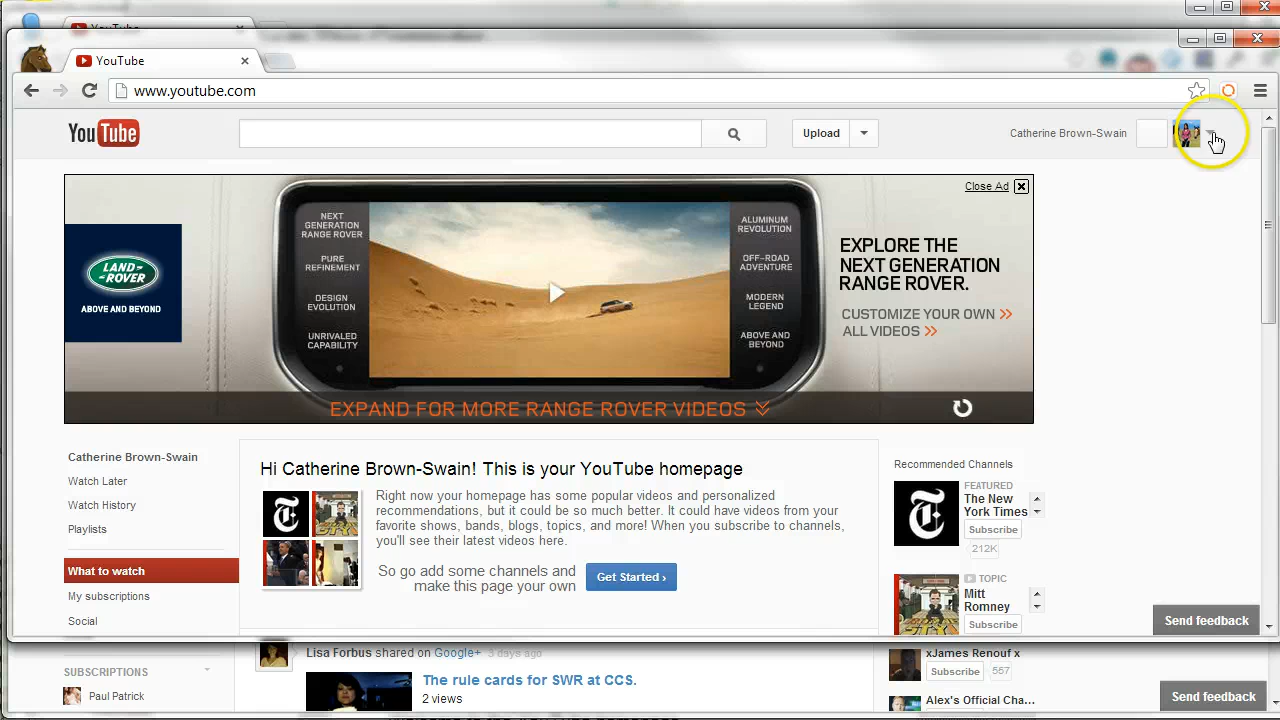 YouTube
YouTube
www.youtube.com
YouTube
Upload
Catherine Brown-Swain
Close Ad
NEXT
GENERATION
RANGE ROVER
PURE
REFINEMENT
DESIGN
EVOLUTION
UNRIVALED
CAPABILITY
ALUMINUM
REVOLUTION
OFF-ROAD
ADVENTURE
MODERN
LEGEND
ABOVE AND
BEYOND
LAND-
ROVER
ABOVE AND BEYOND
EXPLORE THE
NEXT GENERATION
RANGE ROVER.
CUSTOMIZE YOUR OWN >>
ALL VIDEOS >>
EXPAND FOR MORE RANGE ROVER VIDEOS
Catherine Brown-Swain
Watch Later
Watch History
Playlists
What to watch
My subscriptions
Social
Hi Catherine Brown-Swain! This is your YouTube homepage
Right now your homepage has some popular videos and personalized
recommendations, but it could be so much better. It could have videos from your
favorite shows, bands, blogs, topics, and more! When you subscribe to channels,
you'll see their latest videos here.
So go add some channels and
make this page your own
Get Started ›
Recommended Channels
FEATURED
The New
York Times
Subscribe
212K
TOPIC
Mitt
Romney
Subscribe
Send feedback
SUBSCRIPTIONS
Paul Patrick
Lisa Forbus shared on Google+ 3 days ago
The rule cards for SWR at CCS.
2 views
xJames Renouf x
Subscribe 557
Alex's Official Cha...
Send feedback